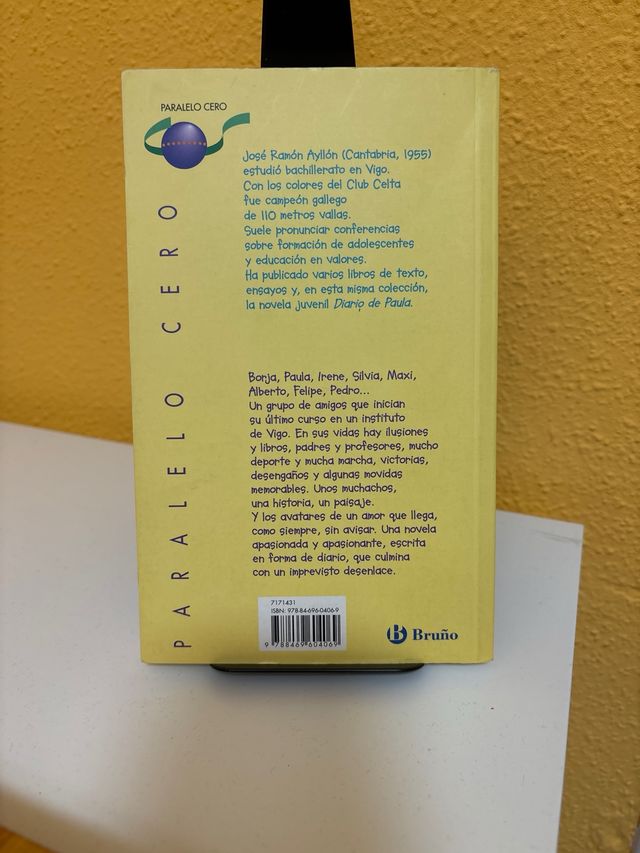 PARALELO CERO
PARALELO CERO
José Ramón Ayllón (Cantabria, 1955)
estudió bachillerato en Vigo.
Con los colores del Club Celta
fue campeón gallego
de 110 metros vallas.
Suele pronunciar conferencias
sobre formación de adolescentes
y educación en valores.
Ha publicado varios libros de texto,
ensayos y, en esta misma colección,
la novela juvenil Diario de Paula.
Borja, Paula, Irene, Silvia, Maxi,
Alberto, Felipe, Pedro...
Un grupo de amigos que inician
su último curso en un instituto
de Vigo. En sus vidas hay ilusiones
y libros, padres y profesores, mucho
deporte y mucha marcha, victorias,
desengaños y algunas movidas
memorables. Unos muchachos,
una historia, un paisaje.
Y los avatares de un amor que llega,
como siempre, sin avisar. Una novela
apasionada y apasionante, escrita
en forma de diario, que culmina
con un imprevisto desenlace.
7171431
ISBN: 978-84-696-0406-9
9 788469 604069
Bruño